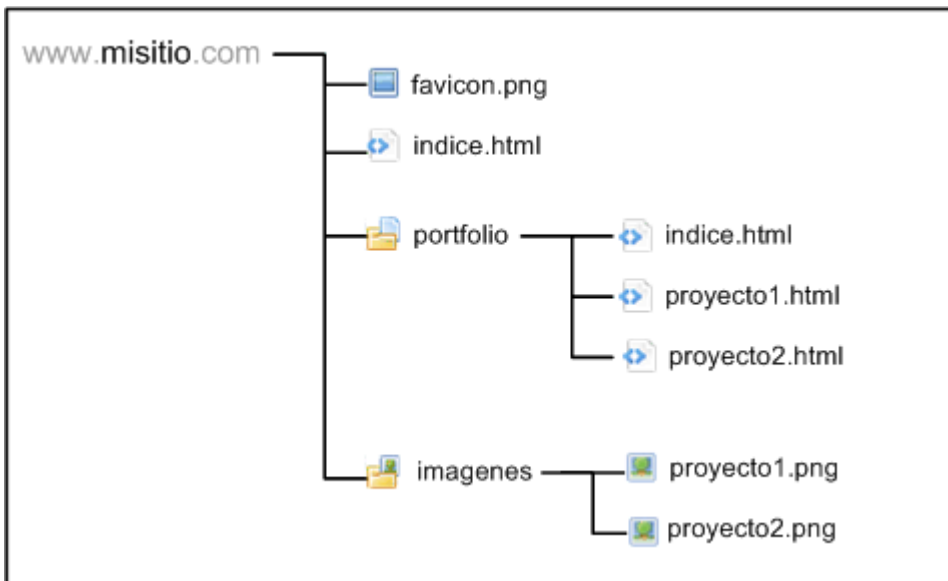 www.misitio.com
favicon.png
indice.html
portfolio
indice.html
proyecto1.html
proyecto2.html
imagenes
proyecto1.png
proyecto2.png